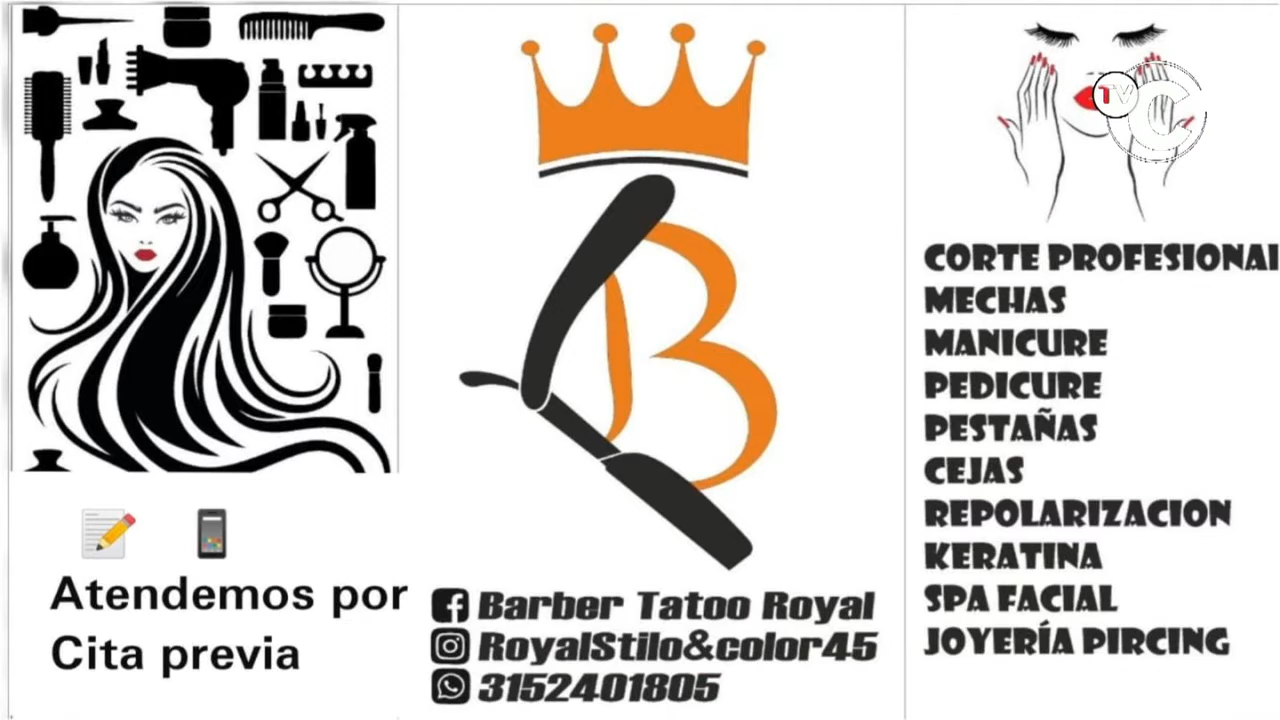 Atendemos por
Cita previa
B
Barber Tatoo Royal
RoyalStilo&color45
3152401805
TV C
CORTE PROFESIONAL
MECHAS
MANICURE
PEDICURE
PESTAÑAS
CEJAS
REPOLARIZACION
KERATINA
SPA FACIAL
JOYERÍA PIRCING